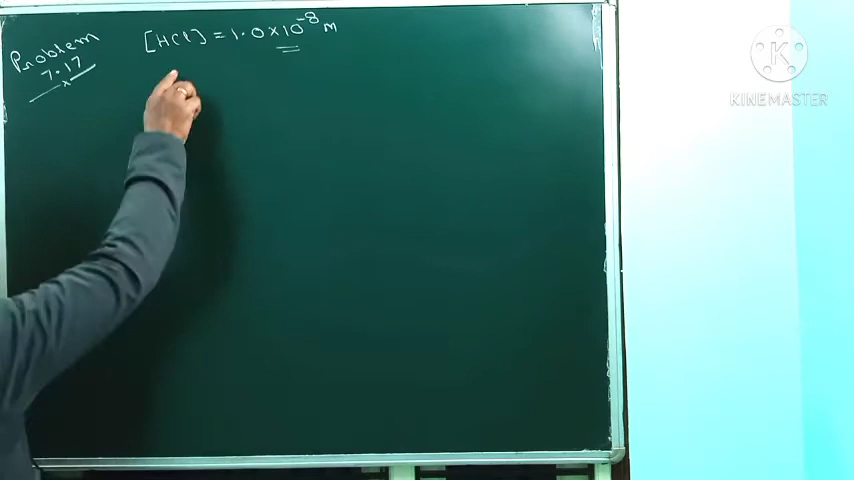 Problem
7.17
[HCl] = 1.0 × 10⁻⁸ M
KINEMASTER